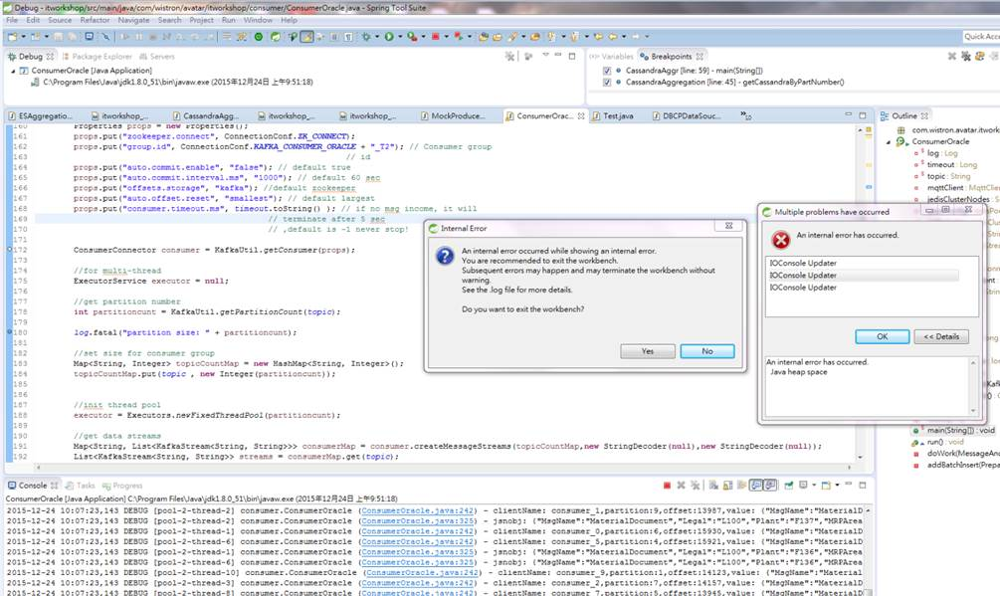 Debug - itworkshop/src/main/java/com/wistron/avatar/itworkshop/consumer/ConsumerOracle.java - Spring Tool Suite
File Edit Source Refactor Navigate Search Project Run Window Help
Quick Acce
Debug
Package Explorer
Servers
Variables
Breakpoints
ConsumerOracle [Java Application]
C:\Program Files\Java\jdk1.8.0_51\bin\javaw.exe (2015年12月24日 上午9:51:18)
CassandraAggr [line: 59] - main(String[])
CassandraAggregation [line: 45] - getCassandraByPartNumber()
ESAggregatio...
itworkshop_...
CassandraAgg...
itworkshop_...
itworkshop_...
MockProduce...
ConsumerOrac...
Test.java
DBCPDataSouc...
Outline
160 Properties props = new Properties();
161 props.put("zookeeper.connect", ConnectionConf.ZK_CONNECT);
162 props.put("group.id", ConnectionConf.KAFKA_CONSUMER_ORACLE + "_T2"); // Consumer group
163 // id
164 props.put("auto.commit.enable", "false"); // default true
165 props.put("auto.commit.interval.ms", "1000"); // default 60 sec
166 props.put("offsets.storage", "kafka"); //default zookeeper
167 props.put("auto.offset.reset", "smallest"); // default largest
168 props.put("consumer.timeout.ms", timeout.toString() ); // if no msg income, it will
169 // terminate after 5 sec
170 // ,default is -1 never stop!
171
172 ConsumerConnector consumer = KafkaUtil.getConsumer(props);
173
174 //for multi-thread
175 ExecutorService executor = null;
176
177 //get partition number
178 int partitioncount = KafkaUtil.getPartitionCount(topic);
179
180 log.fatal("partition size: " + partitioncount);
181
182 //set size for consumer group
183 Map<String, Integer> topicCountMap = new HashMap<String, Integer>();
184 topicCountMap.put(topic , new Integer(partitioncount));
185
186
187 //init thread pool
188 executor = Executors.newFixedThreadPool(partitioncount);
189
190 //get data streams
191 Map<String, List<KafkaStream<String, String>>> consumerMap = consumer.createMessageStreams(topicCountMap,new StringDecoder(null),new StringDecoder(null));
192 List<KafkaStream<String, String>> streams = consumerMap.get(topic);
com.wistron.avatar.itworks
ConsumerOracle
log : Log
timeout : Long
topic : String
mqttClient : MqttClien
jedisClusterNodes : S
main(String[]) : void
run() : void
doWork(MessageAnd
addBatchInsert(Prepa
Internal Error
An internal error occurred while showing an internal error.
You are recommended to exit the workbench.
Subsequent errors may happen and may terminate the workbench without
warning.
See the .log file for more details.
Do you want to exit the workbench?
Yes
No
Multiple problems have occurred
An internal error has occurred.
IOConsole Updater
IOConsole Updater
IOConsole Updater
OK
<< Details
An internal error has occurred.
Java heap space
Console
Tasks
Progress
ConsumerOracle [Java Application] C:\Program Files\Java\jdk1.8.0_51\bin\javaw.exe (2015年12月24日 上午9:51:18)
2015-12-24 10:07:23,143 DEBUG [pool-2-thread-2] consumer.ConsumerOracle (ConsumerOracle.java:242) - clientName: consumer_1,partition:9,offset:13987,value: {"MsgName":"MaterialD
2015-12-24 10:07:23,143 DEBUG [pool-2-thread-5] consumer.ConsumerOracle (ConsumerOracle.java:325) - jsnobj: {"MsgName":"MaterialDocument","Legal":"L100","Plant":"F137","MRPArea
2015-12-24 10:07:23,143 DEBUG [pool-2-thread-1] consumer.ConsumerOracle (ConsumerOracle.java:242) - clientName: consumer_0,partition:6,offset:15930,value: {"MsgName":"MaterialD
2015-12-24 10:07:23,143 DEBUG [pool-2-thread-6] consumer.ConsumerOracle (ConsumerOracle.java:242) - clientName: consumer_5,partition:4,offset:15921,value: {"MsgName":"MaterialD
2015-12-24 10:07:23,143 DEBUG [pool-2-thread-1] consumer.ConsumerOracle (ConsumerOracle.java:325) - jsnobj: {"MsgName":"MaterialDocument","Legal":"L100","Plant":"F136","MRPArea
2015-12-24 10:07:23,143 DEBUG [pool-2-thread-6] consumer.ConsumerOracle (ConsumerOracle.java:325) - jsnobj: {"MsgName":"MaterialDocument","Legal":"L100","Plant":"F136","MRPArea
2015-12-24 10:07:23,143 DEBUG [pool-2-thread-10] consumer.ConsumerOracle (ConsumerOracle.java:242) - clientName: consumer_9,partition:1,offset:14123,value: {"MsgName":"Material
2015-12-24 10:07:23,143 DEBUG [pool-2-thread-3] consumer.ConsumerOracle (ConsumerOracle.java:242) - clientName: consumer_2,partition:7,offset:14157,value: {"MsgName":"MaterialD
2015-12-24 10:07:23,143 DEBUG [pool-2-thread-8] consumer.ConsumerOracle (ConsumerOracle.java:242) - clientName: consumer_7,partition:5,offset:13945,value: {"MsgName":"MaterialD